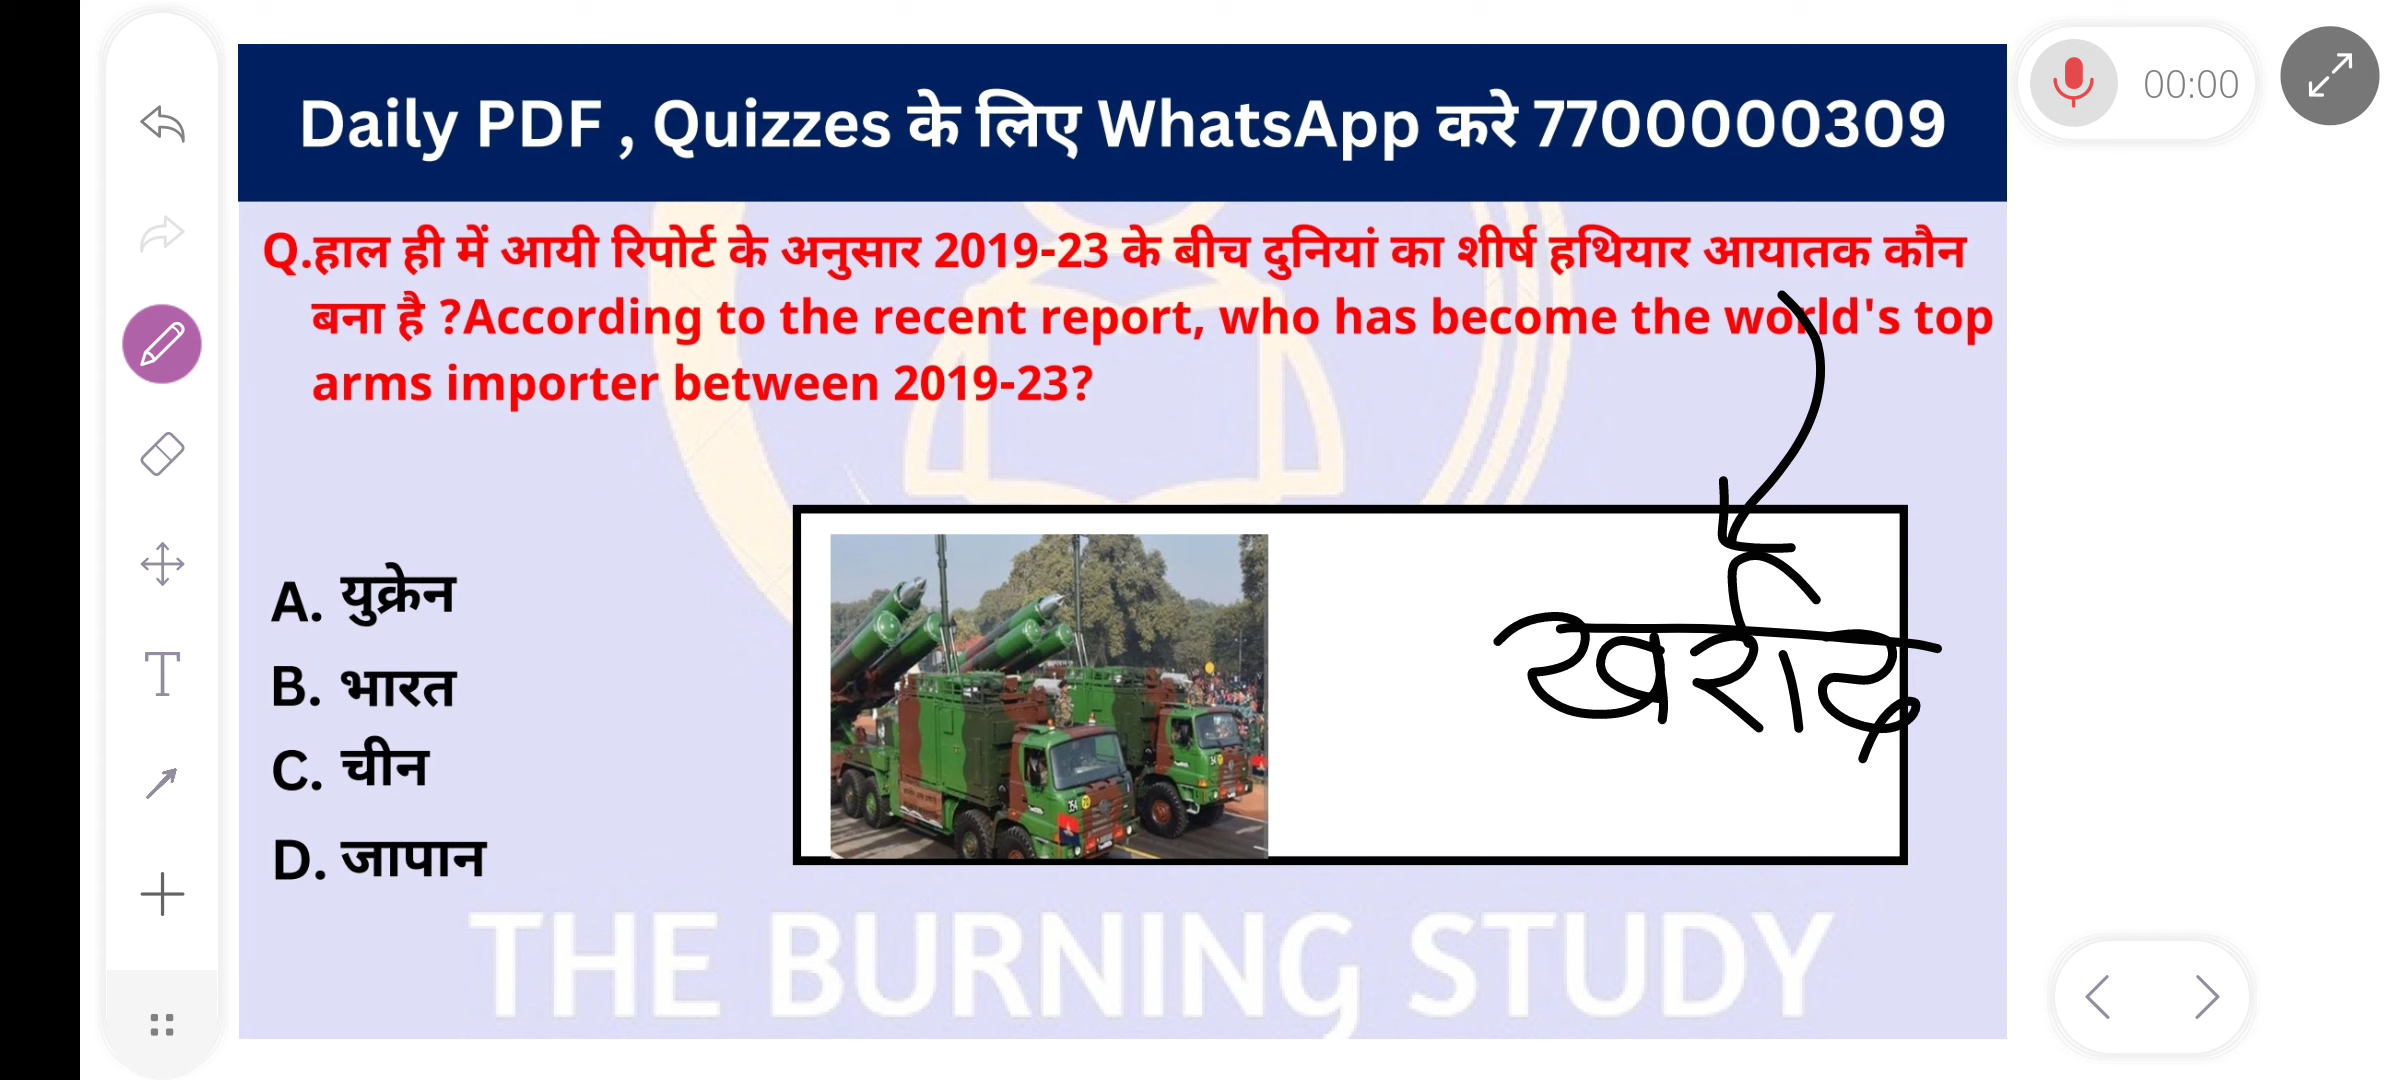 Daily PDF , Quizzes के लिए WhatsApp करे 7700000309
00:00
Q.हाल ही में आयी रिपोर्ट के अनुसार 2019-23 के बीच दुनियां का शीर्ष हथियार आयातक कौन
बना है ?According to the recent report, who has become the world's top
arms importer between 2019-23?
A. युक्रेन
B. भारत
C. चीन
D. जापान
खरीद
THE BURNING STUDY